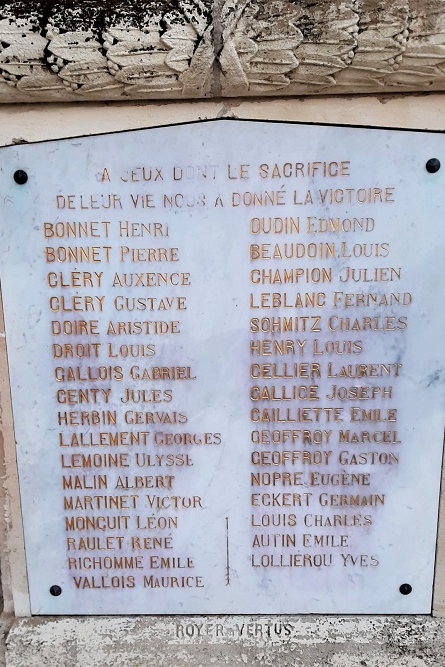 A CEUX DONT LE SACRIFICE
DE LEUR VIE NOUS A DONNÉ LA VICTOIRE
BONNET HENRI
BONNET PIERRE
CLÉRY AUXENCE
CLÉRY GUSTAVE
DOIRE ARISTIDE
DROIT LOUIS
GALLOIS GABRIEL
GENTY JULES
HERBIN GERVAIS
LALLEMENT GEORGES
LEMOINE ULYSSE
MALIN ALBERT
MARTINET VICTOR
MONGUIT LÉON
RAULET RENÉ
RICHOMME EMILE
VALLOIS MAURICE
OUDIN EDMOND
BEAUDOIN LOUIS
CHAMPION JULIEN
LEBLANC FERNAND
SCHMITZ CHARLES
HENRY LOUIS
CELLIER LAURENT
GALLICE JOSEPH
CAILLIETTE EMILE
GEOFFROY MARCEL
GEOFFROY GASTON
NOPRE EUGÈNE
ECKERT GERMAIN
LOUIS CHARLES
AUTIN EMILE
LOLLIÉROU YVES
ROYER VERTUS